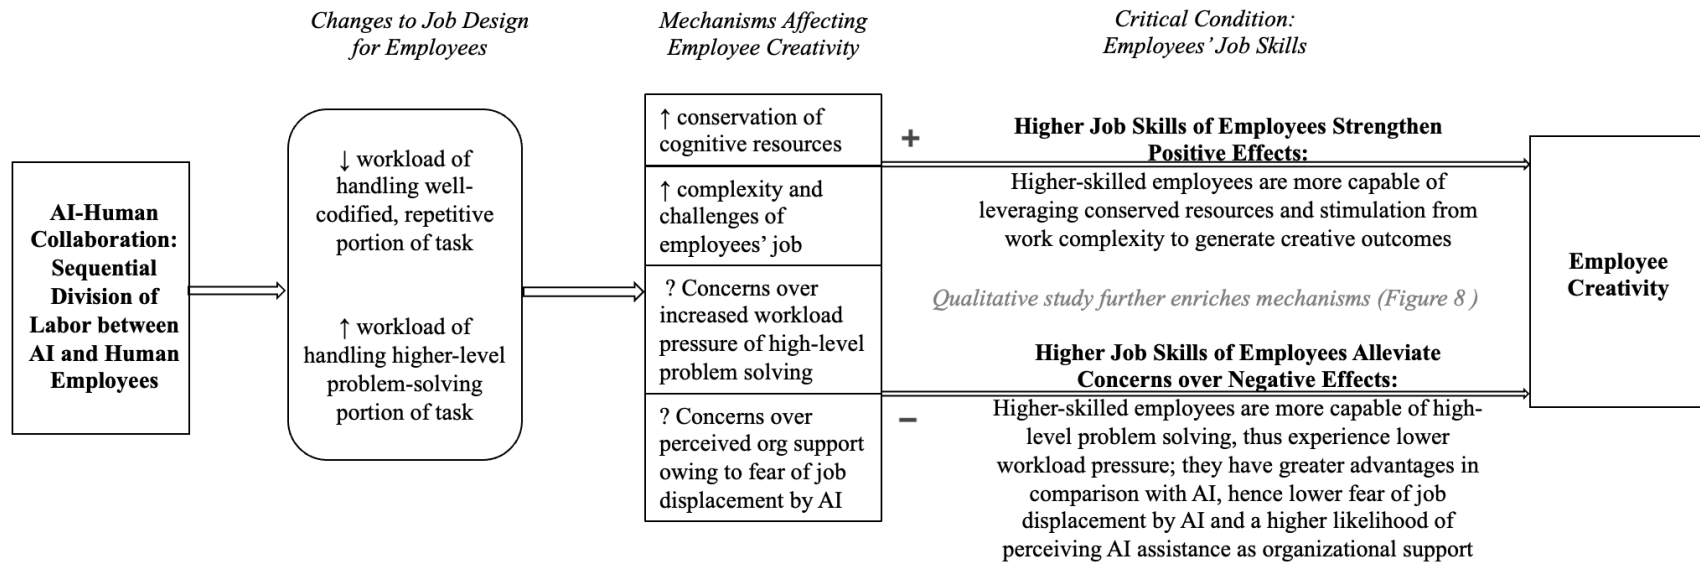 Changes to Job Design
for Employees
Mechanisms Affecting
Employee Creativity
Critical Condition:
Employees' Job Skills
AI-Human
Collaboration:
Sequential
Division of
Labor between
AI and Human
Employees
↓ workload of
handling well-
codified, repetitive
portion of task
↑ workload of
handling higher-level
problem-solving
portion of task
↑ conservation of
cognitive resources
↑ complexity and
challenges of
employees' job
? Concerns over
increased workload
pressure of high-level
problem solving
? Concerns over
perceived org support
owing to fear of job
displacement by AI
+
Higher Job Skills of Employees Strengthen
Positive Effects:
Higher-skilled employees are more capable of
leveraging conserved resources and stimulation from
work complexity to generate creative outcomes
Qualitative study further enriches mechanisms (Figure 8 )
Higher Job Skills of Employees Alleviate
Concerns over Negative Effects:
−
Higher-skilled employees are more capable of high-
level problem solving, thus experience lower
workload pressure; they have greater advantages in
comparison with AI, hence lower fear of job
displacement by AI and a higher likelihood of
perceiving AI assistance as organizational support
Employee
Creativity